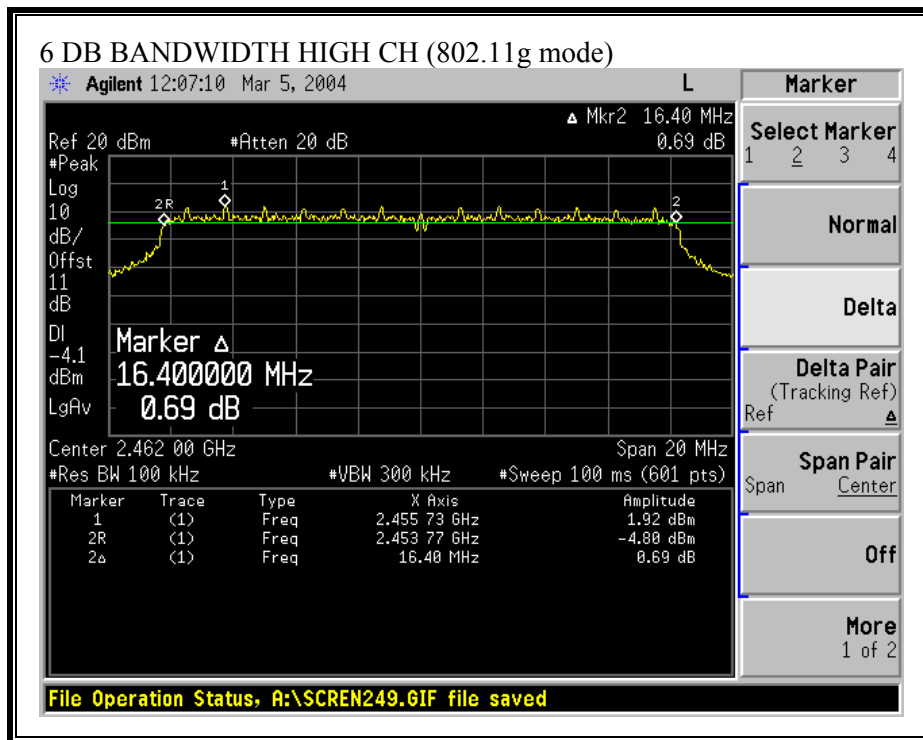 6 DB BANDWIDTH HIGH CH (802.11g mode)
Agilent 12:07:10 Mar 5, 2004 L
Δ Mkr2 16.40 MHz
Ref 20 dBm #Atten 20 dB 0.69 dB
#Peak
Log
10
dB/
Offst
11
dB
DI
-4.1
dBm
LgAv
2R
1
2
Marker Δ
16.400000 MHz
0.69 dB
Center 2.462 00 GHz Span 20 MHz
#Res BW 100 kHz #VBW 300 kHz #Sweep 100 ms (601 pts)
Marker Trace Type X Axis Amplitude
1 (1) Freq 2.455 73 GHz 1.92 dBm
2R (1) Freq 2.453 77 GHz -4.80 dBm
2Δ (1) Freq 16.40 MHz 0.69 dB
File Operation Status, A:\SCREN249.GIF file saved
Marker
Select Marker
1 2 3 4
Normal
Delta
Delta Pair
(Tracking Ref)
Ref Δ
Span Pair
Span Center
Off
More
1 of 2